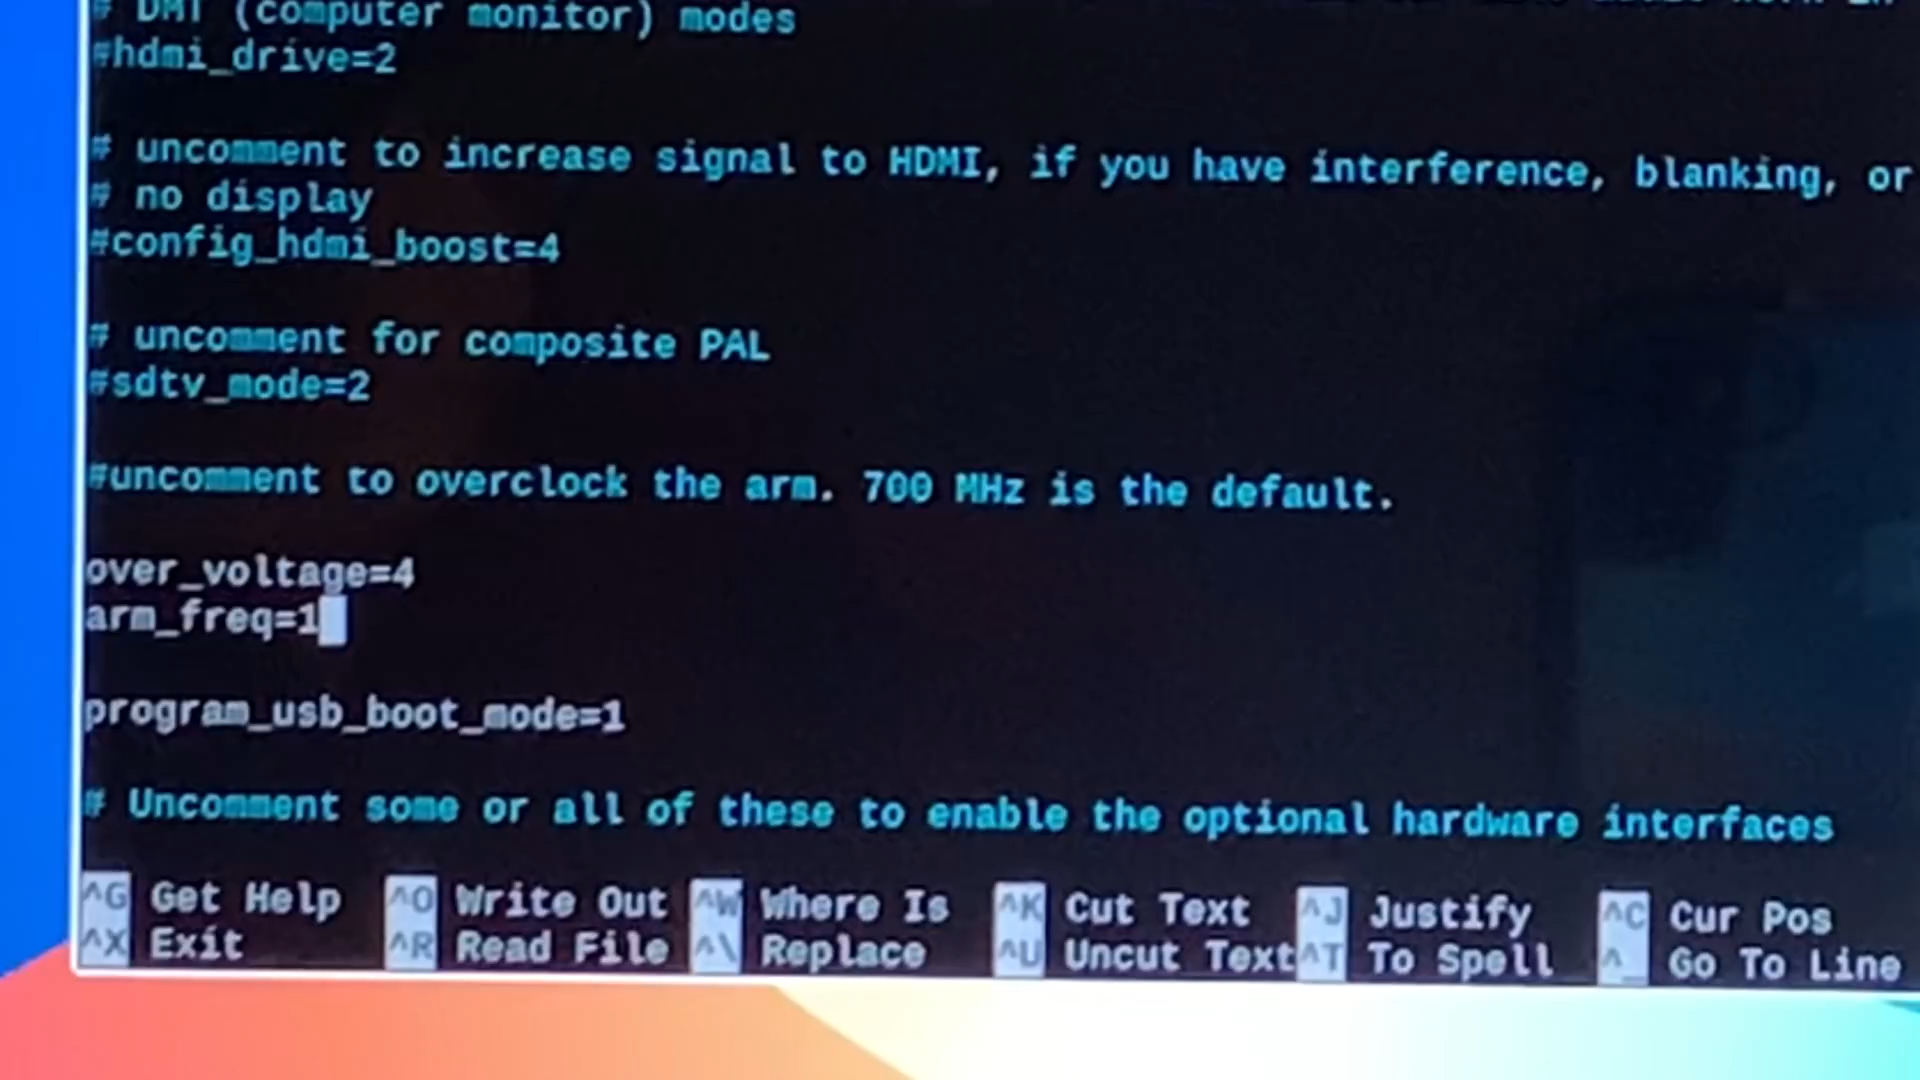 # DMT (computer monitor) modes
#hdmi_drive=2
# uncomment to increase signal to HDMI, if you have interference, blanking, or
# no display
#config_hdmi_boost=4
# uncomment for composite PAL
#sdtv_mode=2
#uncomment to overclock the arm. 700 MHz is the default.
over_voltage=4
arm_freq=1
program_usb_boot_mode=1
# Uncomment some or all of these to enable the optional hardware interfaces
^G Get Help ^O Write Out ^W Where Is ^K Cut Text ^J Justify ^C Cur Pos
^X Exit ^R Read File ^\ Replace ^U Uncut Text ^T To Spell ^_ Go To Line